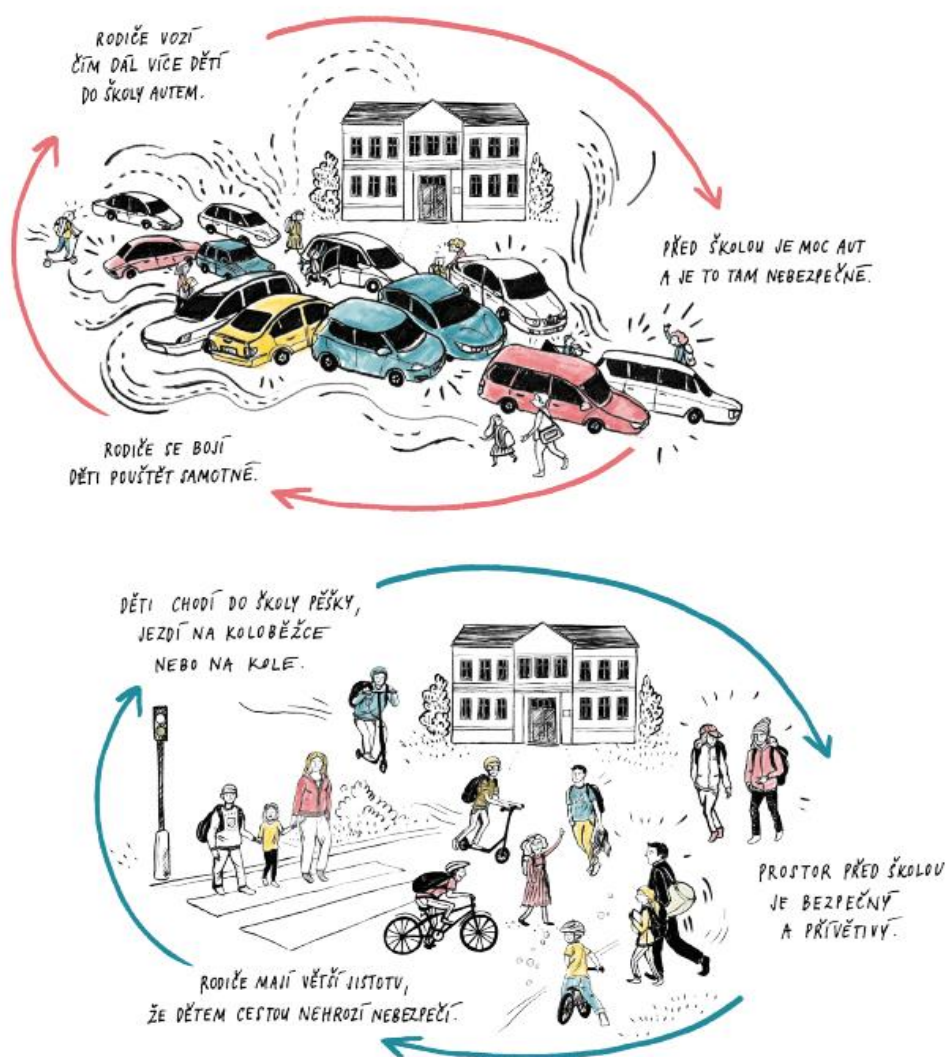 RODIČE VOZÍ
ČÍM DÁL VÍCE DĚTÍ
DO ŠKOLY AUTEM.
PŘED ŠKOLOU JE MOC AUT
A JE TO TAM NEBEZPEČNÉ.
RODIČE SE BOJÍ
DĚTI POUŠTĚT SAMOTNÉ.
DĚTI CHODÍ DO ŠKOLY PĚŠKY,
JEZDÍ NA KOLOBĚŽCE
NEBO NA KOLE.
PROSTOR PŘED ŠKOLOU
JE BEZPEČNÝ
A PŘÍVĚTIVÝ.
RODIČE MAJÍ VĚTŠÍ JISTOTU,
ŽE DĚTEM CESTOU NEHROZÍ NEBEZPEČÍ.